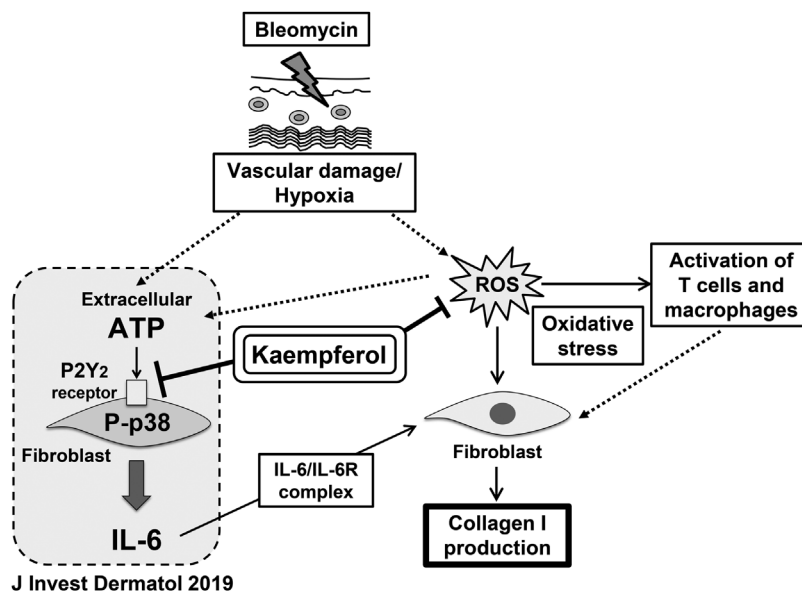 Bleomycin
Vascular damage/
Hypoxia
ROS
Activation of
T cells and
macrophages
Oxidative
stress
Extracellular
ATP
Kaempferol
P2Y2
receptor
P-p38
Fibroblast
IL-6
IL-6/IL-6R
complex
Fibroblast
Collagen I
production
J Invest Dermatol 2019